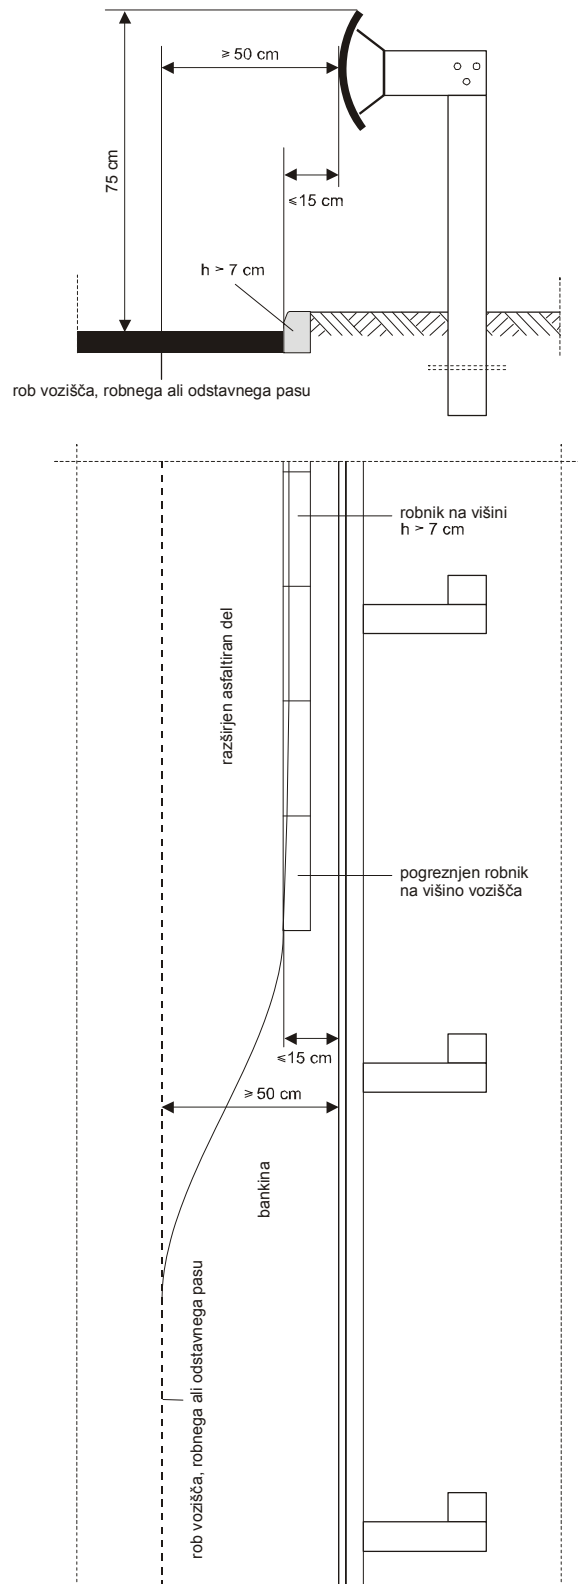 ≥ 50 cm
75 cm
≤15 cm
h > 7 cm
rob vozišča, robnega ali odstavnega pasu
robnik na višini
h > 7 cm
razširjen asfaltiran del
pogreznjen robnik
na višino vozišča
≤15 cm
≥ 50 cm
bankina
rob vozišča, robnega ali odstavnega pasu